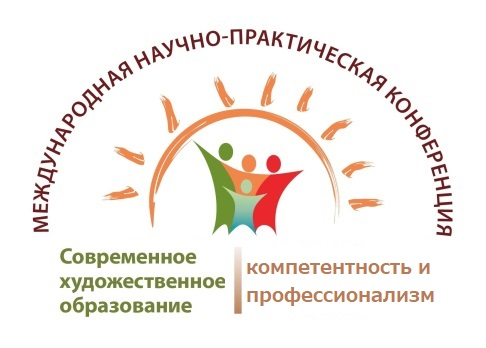 МЕЖДУНАРОДНАЯ НАУЧНО-ПРАКТИЧЕСКАЯ КОНФЕРЕНЦИЯ
Современное
художественное
образование
компетентность и
профессионализм